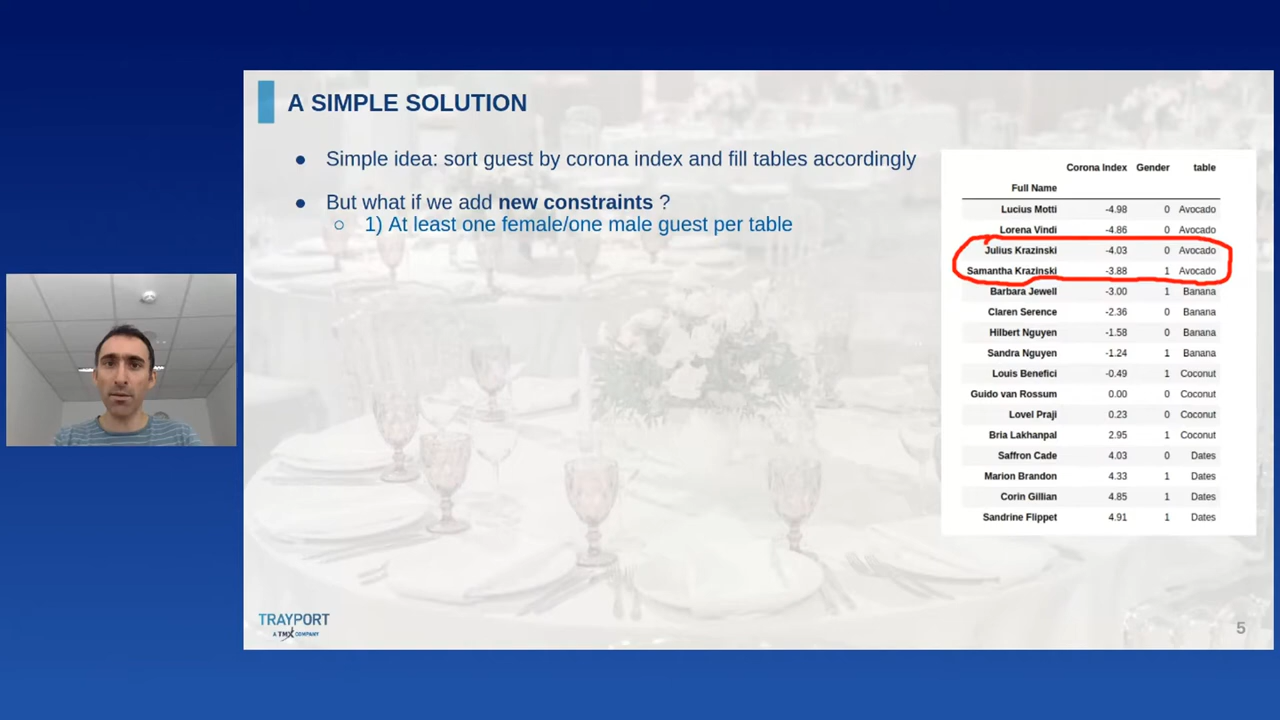 A SIMPLE SOLUTION
● Simple idea: sort guest by corona index and fill tables accordingly
● But what if we add new constraints ?
○ 1) At least one female/one male guest per table
Corona Index Gender table
Full Name
Lucius Motti -4.98 0 Avocado
Lorena Vindi -4.86 0 Avocado
Julius Krazinski -4.03 0 Avocado
Samantha Krazinski -3.88 1 Avocado
Barbara Jewell -3.00 1 Banana
Claren Serence -2.36 0 Banana
Hilbert Nguyen -1.58 0 Banana
Sandra Nguyen -1.24 1 Banana
Louis Benefici -0.49 1 Coconut
Guido van Rossum 0.00 0 Coconut
Lovel Praji 0.23 0 Coconut
Bria Lakhanpal 2.95 1 Coconut
Saffron Cade 4.03 0 Dates
Marion Brandon 4.33 1 Dates
Corin Gillian 4.85 1 Dates
Sandrine Flippet 4.91 1 Dates
TRAYPORT
A TMX COMPANY
5